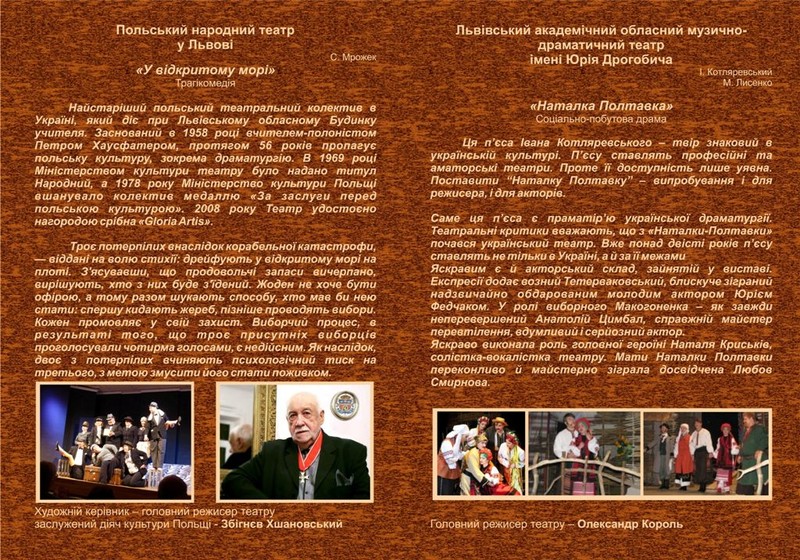 Польський народний театр
у Львові
С. Мрожек
«У відкритому морі»
Трагікомедія
Найстаріший польський театральний колектив в
Україні, який діє при Львівському обласному Будинку
учителя. Заснований в 1958 році вчителем-полоністом
Петром Хаусфатером, протягом 56 років пропагує
польську культуру, зокрема драматургію. В 1969 році
Міністерством культури театру було надано титул
Народний, а 1978 року Міністерство культури Польщі
вшанувало колектив медаллю «За заслуги перед
польською культурою». 2008 року Театр удостоєно
нагородою срібна «Gloria Artis».
Троє потерпілих внаслідок корабельної катастрофи,
— віддані на волю стихії: дрейфують у відкритому морі на
плоті. З'ясувавши, що продовольчі запаси вичерпано,
вирішують, хто з них буде з'їдений. Жоден не хоче бути
офірою, а тому разом шукають способу, хто мав би нею
стати: спершу кидають жереб, пізніше проводять вибори.
Кожен промовляє у свій захист. Виборчий процес, в
результаті того, що троє присутніх виборців
проголосували чотирма голосами, є недійсним. Як наслідок,
двоє з потерпілих вчиняють психологічний тиск на
третього, з метою змусити його стати поживком.
Художній керівник – головний режисер театру
заслужений діяч культури Польщі - Збігнєв Хшановський
Львівський академічний обласний музично-
драматичний театр
імені Юрія Дрогобича
І. Котляревський
М. Лисенко
«Наталка Полтавка»
Соціально-побутова драма
Ця п'єса Івана Котляревського – твір знаковий в
українській культурі. П'єсу ставлять професійні та
аматорські театри. Проте її доступність лише уявна.
Поставити “Наталку Полтавку” – випробування і для
режисера, і для акторів.
Саме ця п'єса є праматір'ю української драматургії.
Театральні критики вважають, що з «Наталки-Полтавки»
почався український театр. Вже понад двісті років п'єсу
ставлять не тільки в Україні, а й за її межами
Яскравим є й акторський склад, зайнятій у виставі.
Експресії додає возний Тетерваковський, блискуче зіграний
надзвичайно обдарованим молодим актором Юрієм
Федчаком. У ролі виборного Макогоненка – як завжди
неперевершений Анатолій Цимбал, справжній майстер
перевтілення, вдумливий і серйозний актор.
Яскраво виконала роль головної героїні Наталя Криськів,
солістка-вокалістка театру. Мати Наталки Полтавки
переконливо й майстерно зіграла досвідчена Любов
Смирнова.
Головний режисер театру – Олександр Король